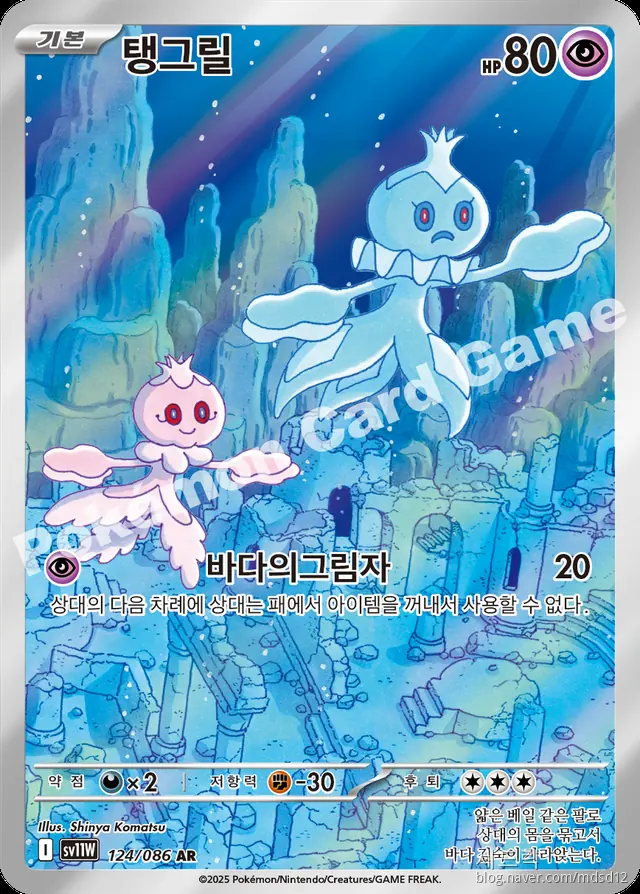 기본 탱그릴 HP 80
Pokémon Card Game
바다의그림자 20
상대의 다음 차례에 상대는 패에서 아이템을 꺼내서 사용할 수 없다.
약점 ×2 저항력 -30 후퇴
Illus. Shinya Komatsu
I sv11W 124/086 AR
얇은 베일 같은 팔로
상대의 몸을 묶고서
바다 깊숙이 가라앉는다.
©2025 Pokémon/Nintendo/Creatures/GAME FREAK.
blog.naver.com/mdsd12